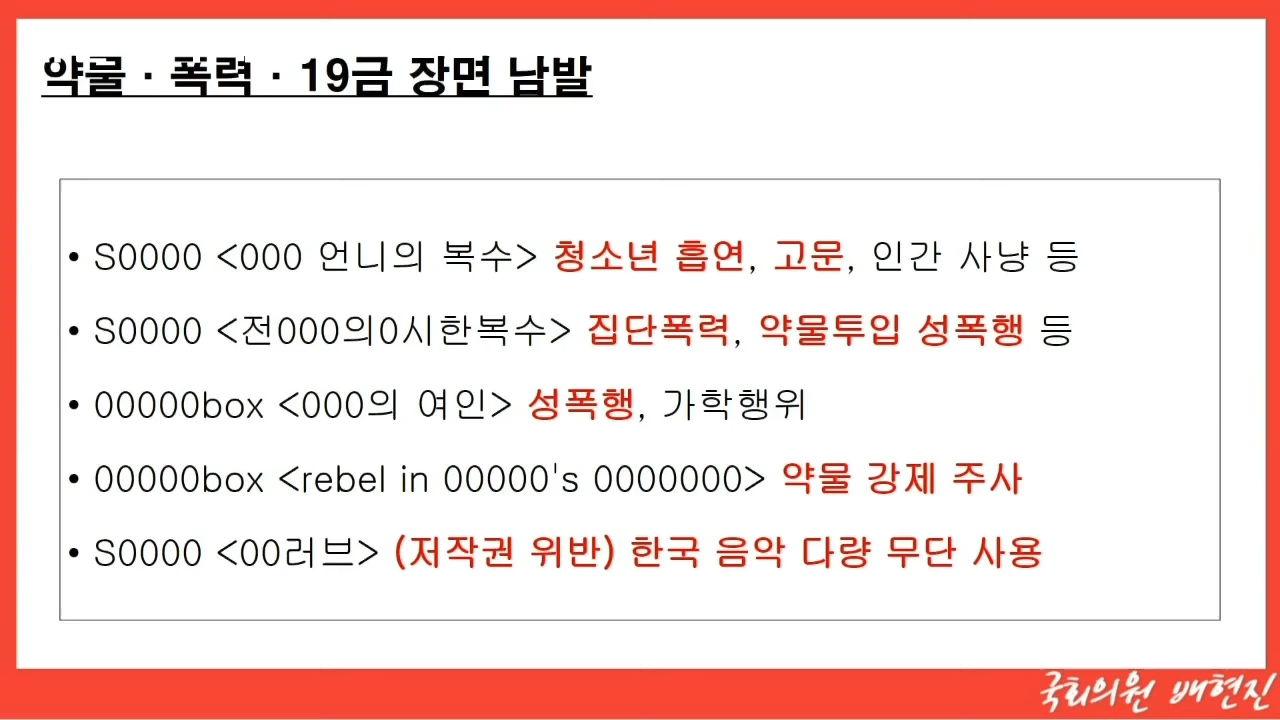 약물 · 폭력 · 19금 장면 남발
• S0000 <000 언니의 복수> 청소년 흡연, 고문, 인간 사냥 등
• S0000 <전000의0시한복수> 집단폭력, 약물투입 성폭행 등
• 00000box <000의 여인> 성폭행, 가학행위
• 00000box <rebel in 00000's 0000000> 약물 강제 주사
• S0000 <00러브> (저작권 위반) 한국 음악 다량 무단 사용
국회의원 배현진